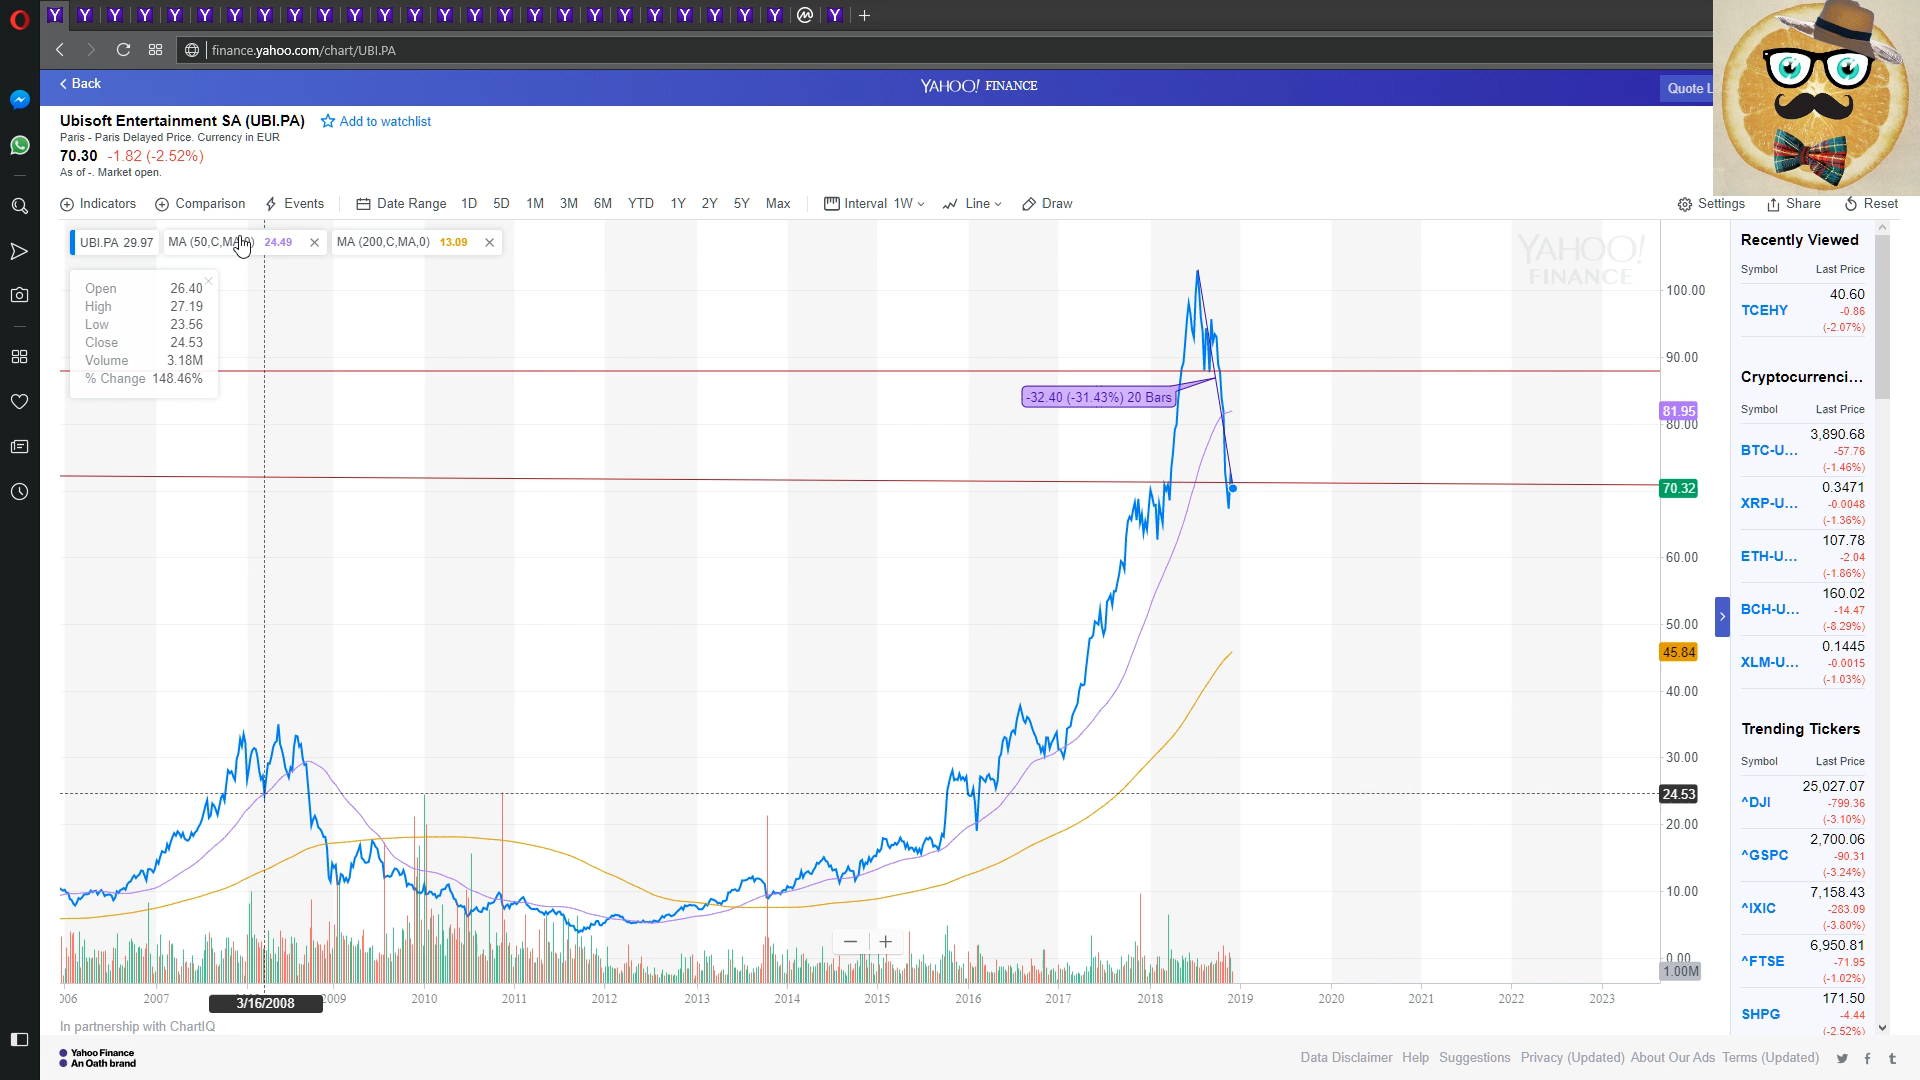 finance.yahoo.com/chart/UBI.PA
Back
YAHOO! FINANCE
Quote L
Ubisoft Entertainment SA (UBI.PA)
Add to watchlist
Paris - Paris Delayed Price. Currency in EUR
70.30 -1.82 (-2.52%)
As of -. Market open.
Indicators Comparison Events Date Range 1D 5D 1M 3M 6M YTD 1Y 2Y 5Y Max Interval 1W Line Draw Settings Share Reset
UBI.PA 29.97
MA (50,C,MA,0) 24.49
MA (200,C,MA,0) 13.09
Open 26.40
High 27.19
Low 23.56
Close 24.53
Volume 3.18M
% Change 148.46%
YAHOO!
FINANCE
-32.40 (-31.43%) 20 Bars
100.00
90.00
81.95
80.00
70.32
60.00
50.00
45.84
40.00
30.00
24.53
20.00
10.00
0.00
1.00M
006 2007 3/16/2008 2009 2010 2011 2012 2013 2014 2015 2016 2017 2018 2019 2020 2021 2022 2023
In partnership with ChartIQ
Recently Viewed
Symbol Last Price
TCEHY 40.60
-0.86
(-2.07%)
Cryptocurrenci...
Symbol Last Price
BTC-U... 3,890.68
-57.76
(-1.46%)
XRP-U... 0.3471
-0.0048
(-1.36%)
ETH-U... 107.78
-2.04
(-1.86%)
BCH-U... 160.02
-14.47
(-8.29%)
XLM-U... 0.1445
-0.0015
(-1.03%)
Trending Tickers
Symbol Last Price
^DJI 25,027.07
-799.36
(-3.10%)
^GSPC 2,700.06
-90.31
(-3.24%)
^IXIC 7,158.43
-283.09
(-3.80%)
^FTSE 6,950.81
-71.95
(-1.02%)
SHPG 171.50
-4.44
(-2.52%)
Yahoo Finance
An Oath brand
Data Disclaimer Help Suggestions Privacy (Updated) About Our Ads Terms (Updated)